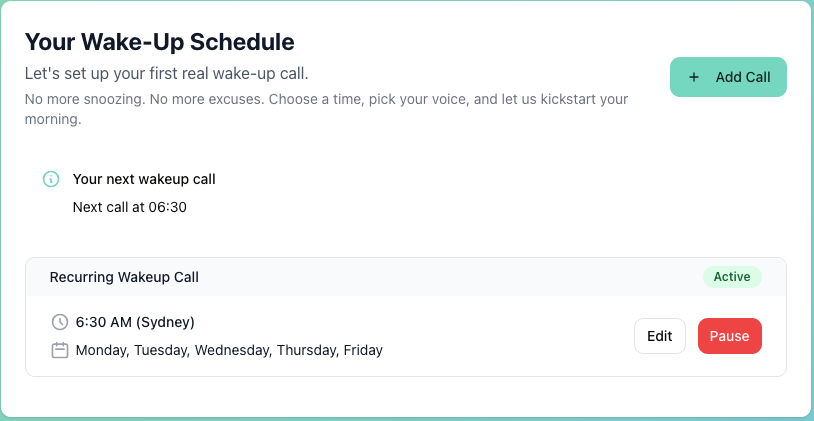 Your Wake-Up Schedule
Let's set up your first real wake-up call.
No more snoozing. No more excuses. Choose a time, pick your voice, and let us kickstart your
morning.
+ Add Call
Your next wakeup call
Next call at 06:30
Recurring Wakeup Call
Active
6:30 AM (Sydney)
Monday, Tuesday, Wednesday, Thursday, Friday
Edit
Pause